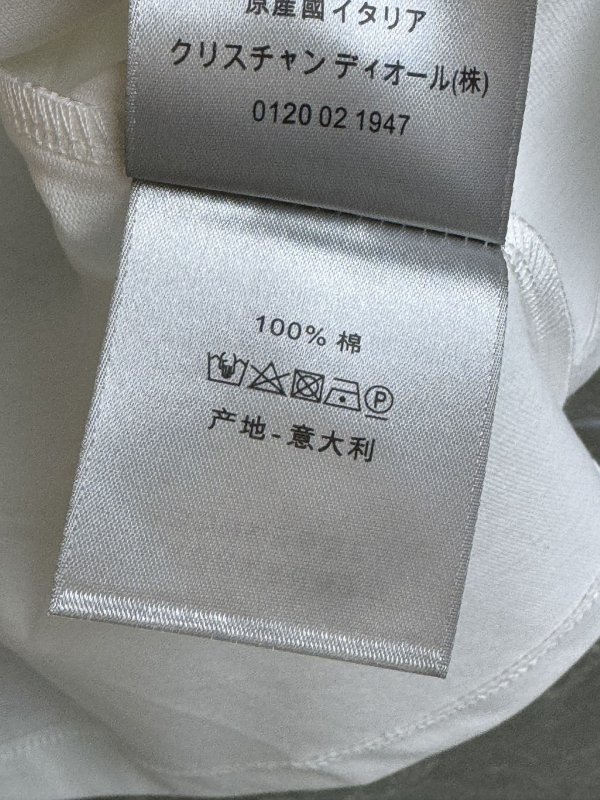 原産國イタリア
クリスチャン ディオール(株)
0120 02 1947
100% 棉
P
产地-意大利